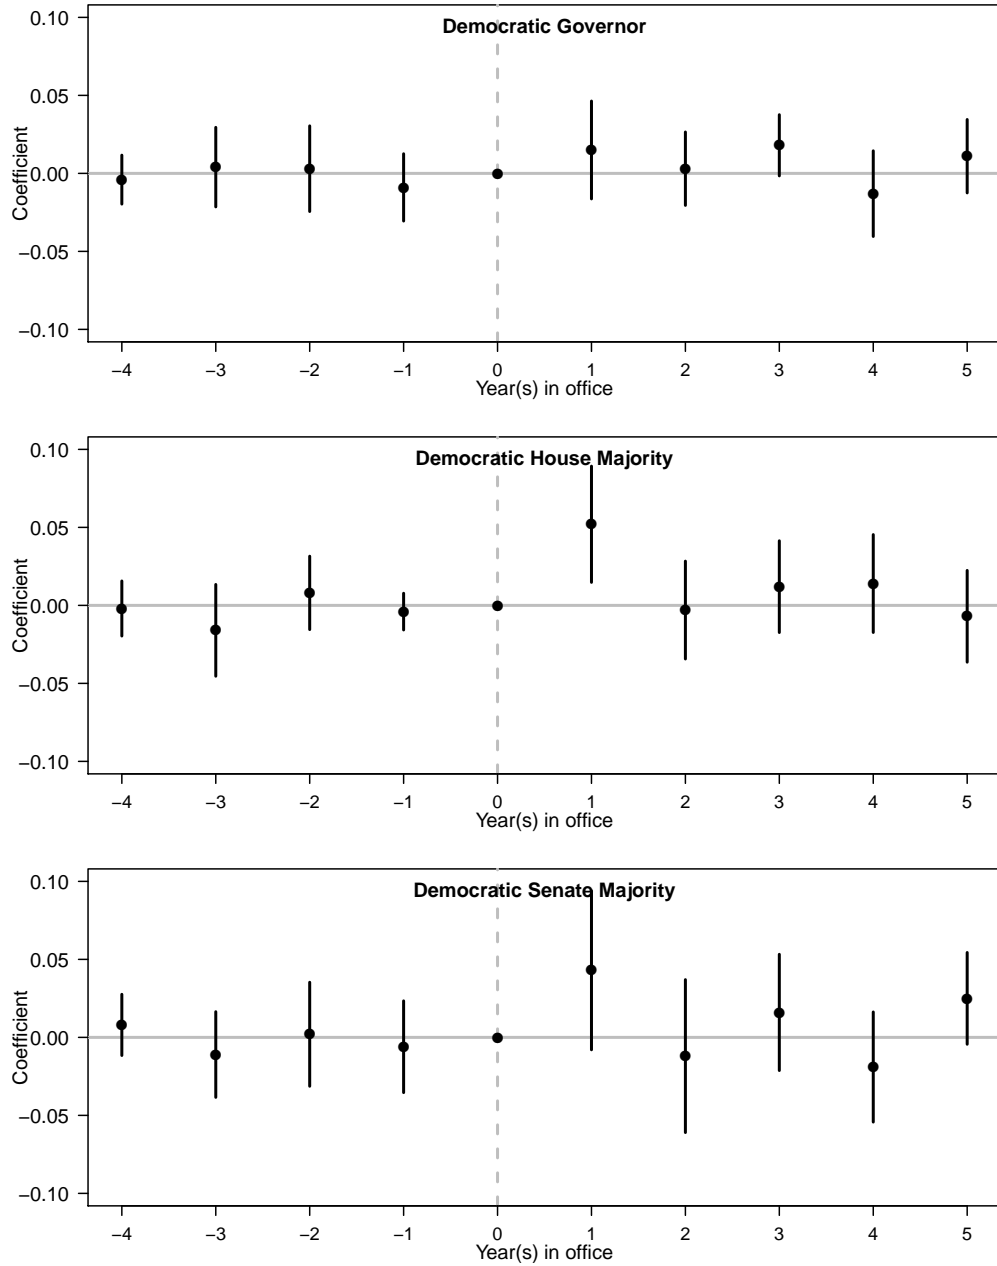 Democratic Governor
0.10
0.05
0.00
−0.05
−0.10
Coefficient
−4 −3 −2 −1 0 1 2 3 4 5
Year(s) in office
Democratic House Majority
0.10
0.05
0.00
−0.05
−0.10
Coefficient
−4 −3 −2 −1 0 1 2 3 4 5
Year(s) in office
Democratic Senate Majority
0.10
0.05
0.00
−0.05
−0.10
Coefficient
−4 −3 −2 −1 0 1 2 3 4 5
Year(s) in office